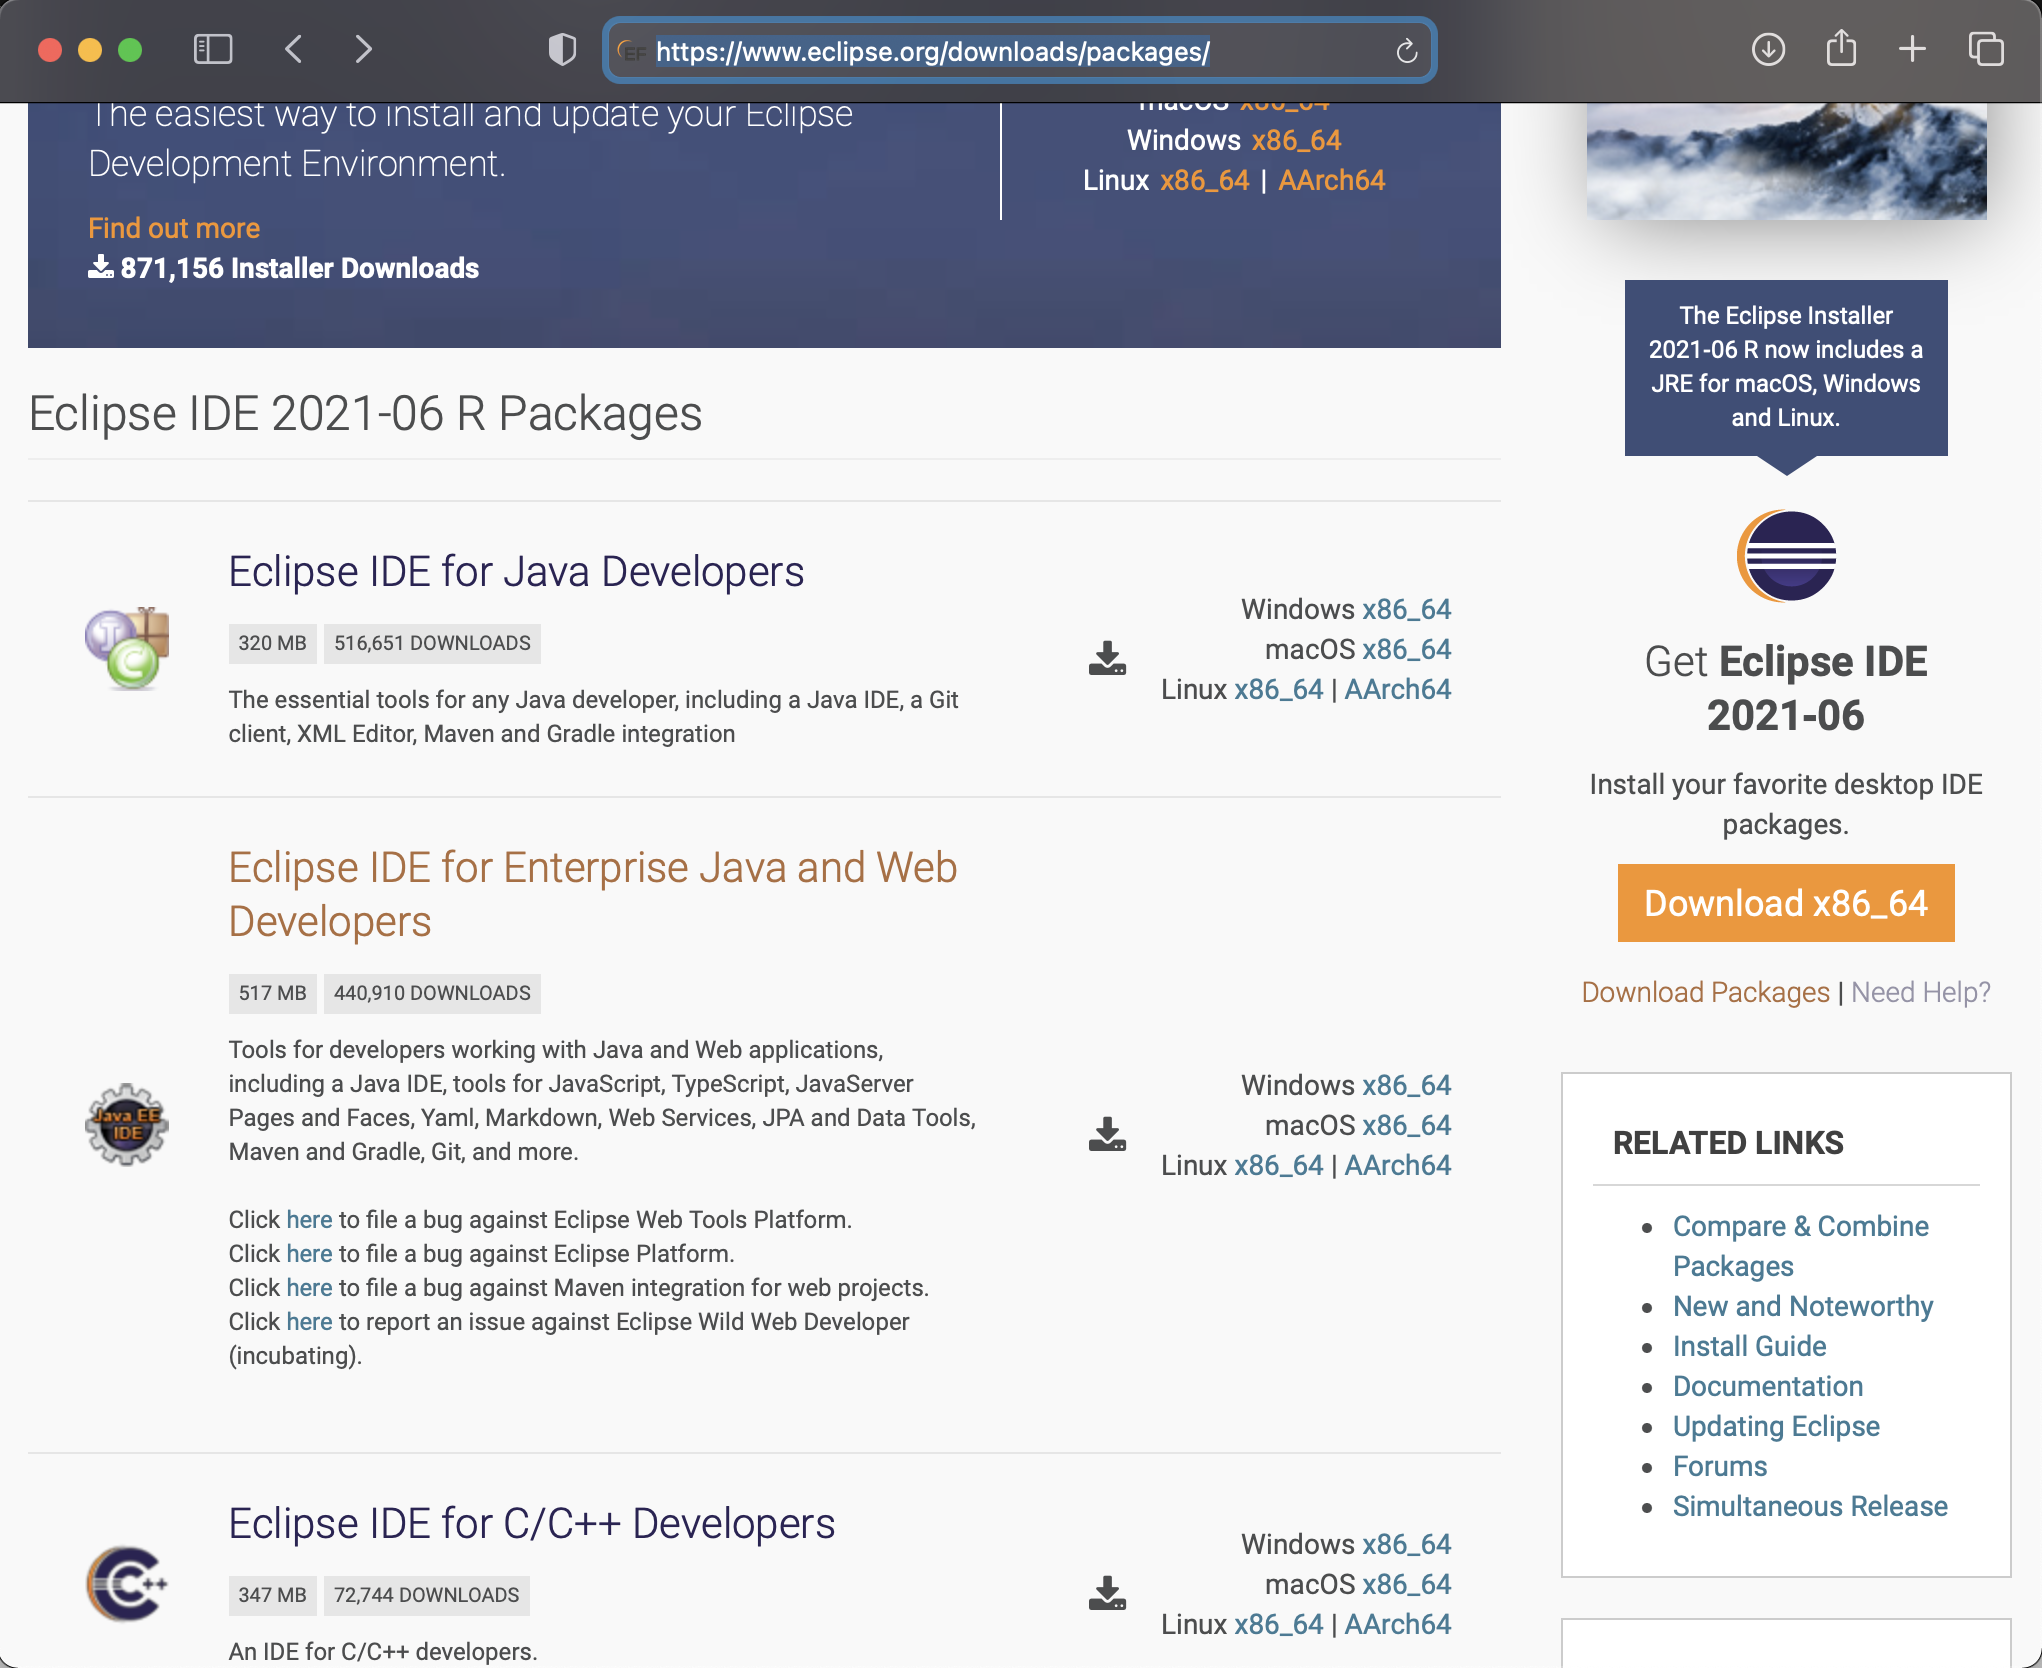 https://www.eclipse.org/downloads/packages/
The easiest way to install and update your Eclipse
Development Environment.
Find out more
871,156 Installer Downloads
macOS x86_64
Windows x86_64
Linux x86_64 | AArch64
Eclipse IDE 2021-06 R Packages
Eclipse IDE for Java Developers
320 MB 516,651 DOWNLOADS
The essential tools for any Java developer, including a Java IDE, a Git
client, XML Editor, Maven and Gradle integration
Windows x86_64
macOS x86_64
Linux x86_64 | AArch64
Eclipse IDE for Enterprise Java and Web
Developers
517 MB 440,910 DOWNLOADS
Tools for developers working with Java and Web applications,
including a Java IDE, tools for JavaScript, TypeScript, JavaServer
Pages and Faces, Yaml, Markdown, Web Services, JPA and Data Tools,
Maven and Gradle, Git, and more.
Click here to file a bug against Eclipse Web Tools Platform.
Click here to file a bug against Eclipse Platform.
Click here to file a bug against Maven integration for web projects.
Click here to report an issue against Eclipse Wild Web Developer
(incubating).
Java EE
IDE
Windows x86_64
macOS x86_64
Linux x86_64 | AArch64
Eclipse IDE for C/C++ Developers
347 MB 72,744 DOWNLOADS
An IDE for C/C++ developers.
Windows x86_64
macOS x86_64
Linux x86_64 | AArch64
The Eclipse Installer
2021-06 R now includes a
JRE for macOS, Windows
and Linux.
Get Eclipse IDE
2021-06
Install your favorite desktop IDE
packages.
Download x86_64
Download Packages | Need Help?
RELATED LINKS
Compare & Combine
Packages
New and Noteworthy
Install Guide
Documentation
Updating Eclipse
Forums
Simultaneous Release